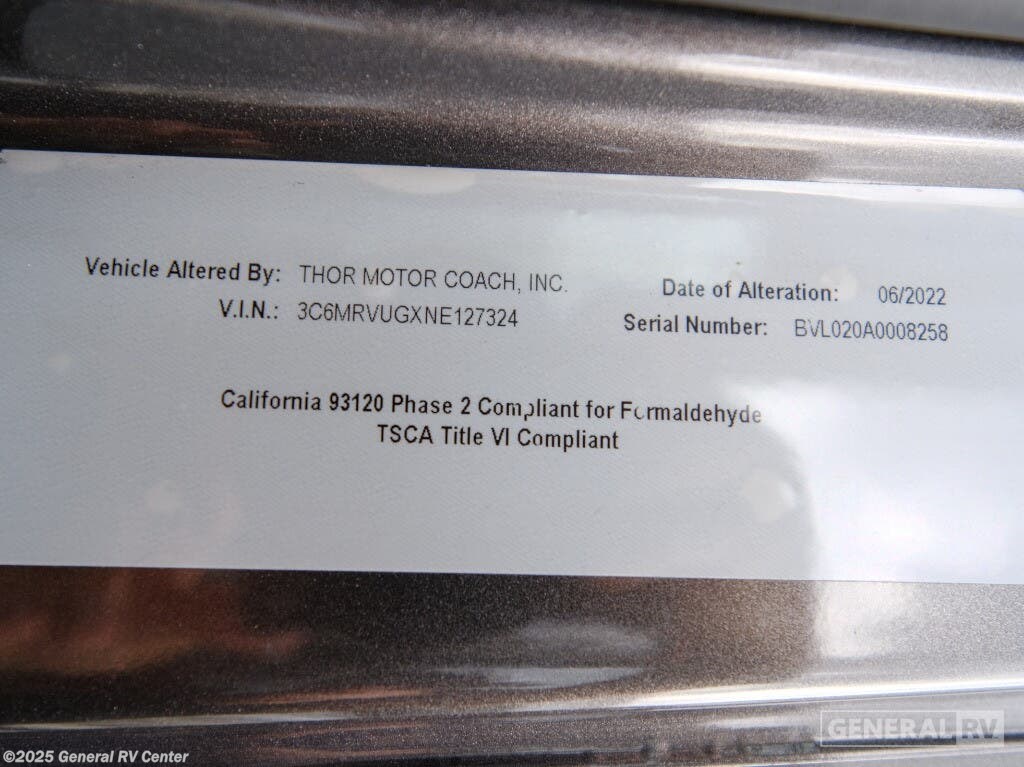 Vehicle Altered By: THOR MOTOR COACH, INC.
Date of Alteration: 06/2022
V.I.N.: 3C6MRVUGXNE127324
Serial Number: BVL020A0008258
California 93120 Phase 2 Compliant for Formaldehyde
TSCA Title VI Compliant
GENERAL RV
©2025 General RV Center